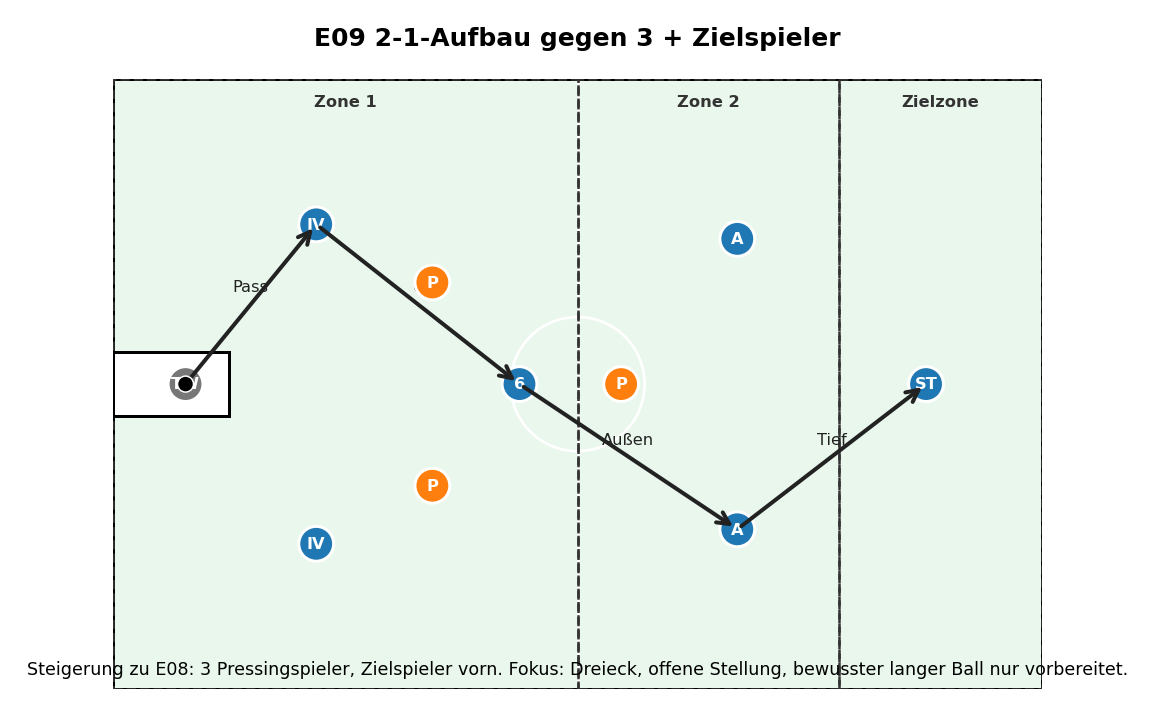 E09 2-1-Aufbau gegen 3 + Zielspieler
Zone 1
Zone 2
Zielzone
IV
A
P
Pass
6
P
ST
Außen
Tief
P
A
IV
Steigerung zu E08: 3 Pressingspieler, Zielspieler vorn. Fokus: Dreieck, offene Stellung, bewusster langer Ball nur vorbereitet.